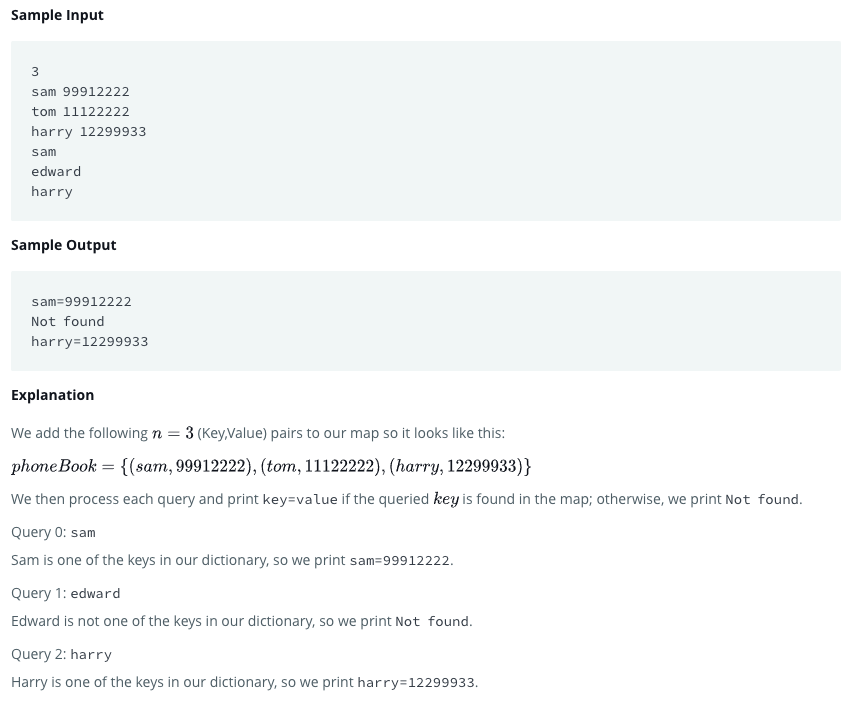 Sample Input
3
sam 99912222
tom 11122222
harry 12299933
sam
edward
harry
Sample Output
sam=99912222
Not found
harry=12299933
Explanation
We add the following n = 3 (Key,Value) pairs to our map so it looks like this:
phoneBook = {(sam, 99912222), (tom, 11122222), (harry, 12299933)}
We then process each query and print key=value if the queried key is found in the map; otherwise, we print Not found.
Query 0: sam
Sam is one of the keys in our dictionary, so we print sam=99912222.
Query 1: edward
Edward is not one of the keys in our dictionary, so we print Not found.
Query 2: harry
Harry is one of the keys in our dictionary, so we print harry=12299933.